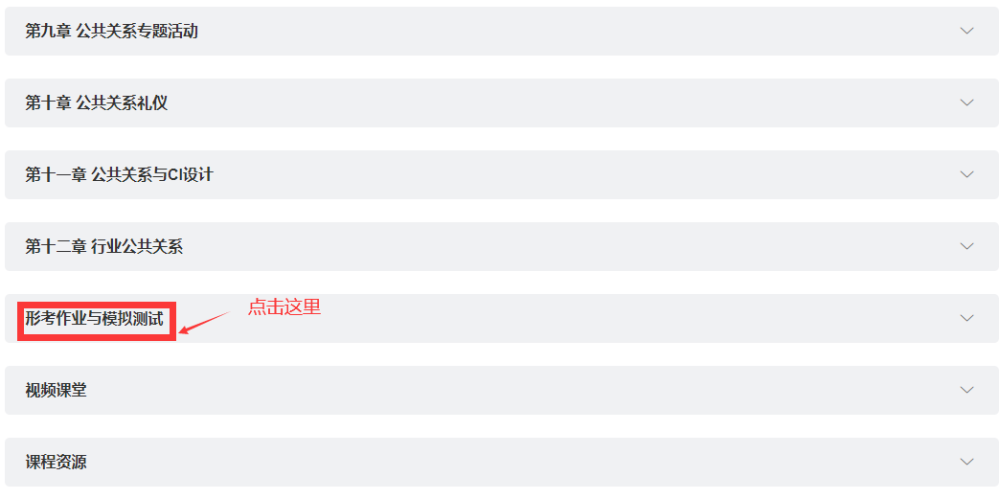 第九章 公共关系专题活动
第十章 公共关系礼仪
第十一章 公共关系与CI设计
第十二章 行业公共关系
点击这里
形考作业与模拟测试
视频课堂
课程资源